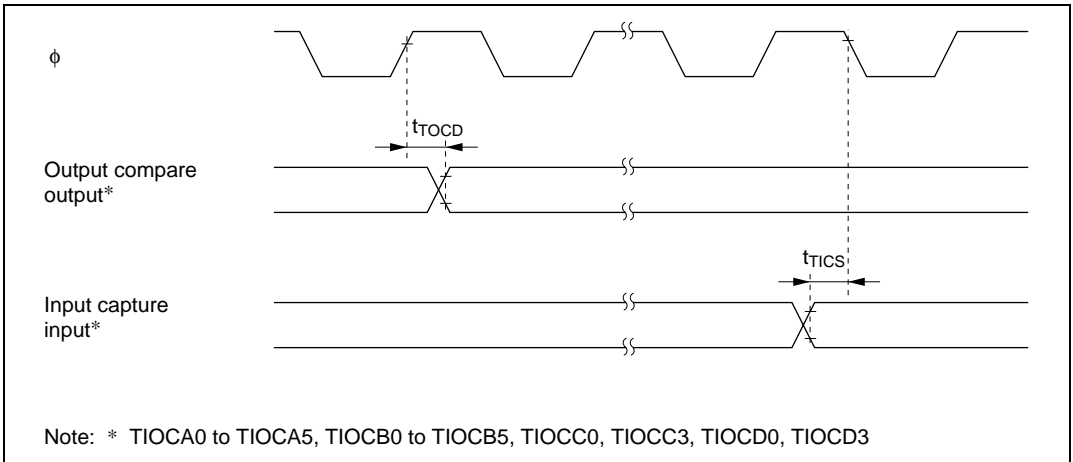 ϕ
tTOCD
Output compare
output*
tTICS
Input capture
input*
Note: * TIOCA0 to TIOCA5, TIOCB0 to TIOCB5, TIOCC0, TIOCC3, TIOCD0, TIOCD3